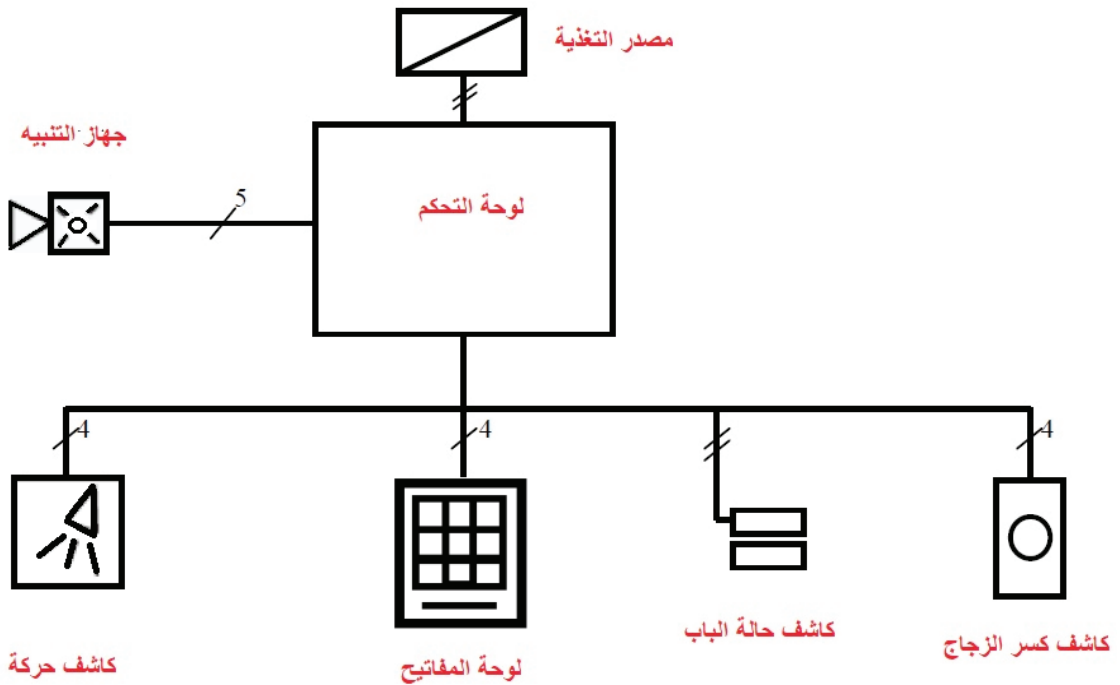 مصدر التغذية
جهاز التنبيه
5
لوحة التحكم
4
4
4
كاشف حركة
لوحة المفاتيح
كاشف حالة الباب
كاشف كسر الزجاج